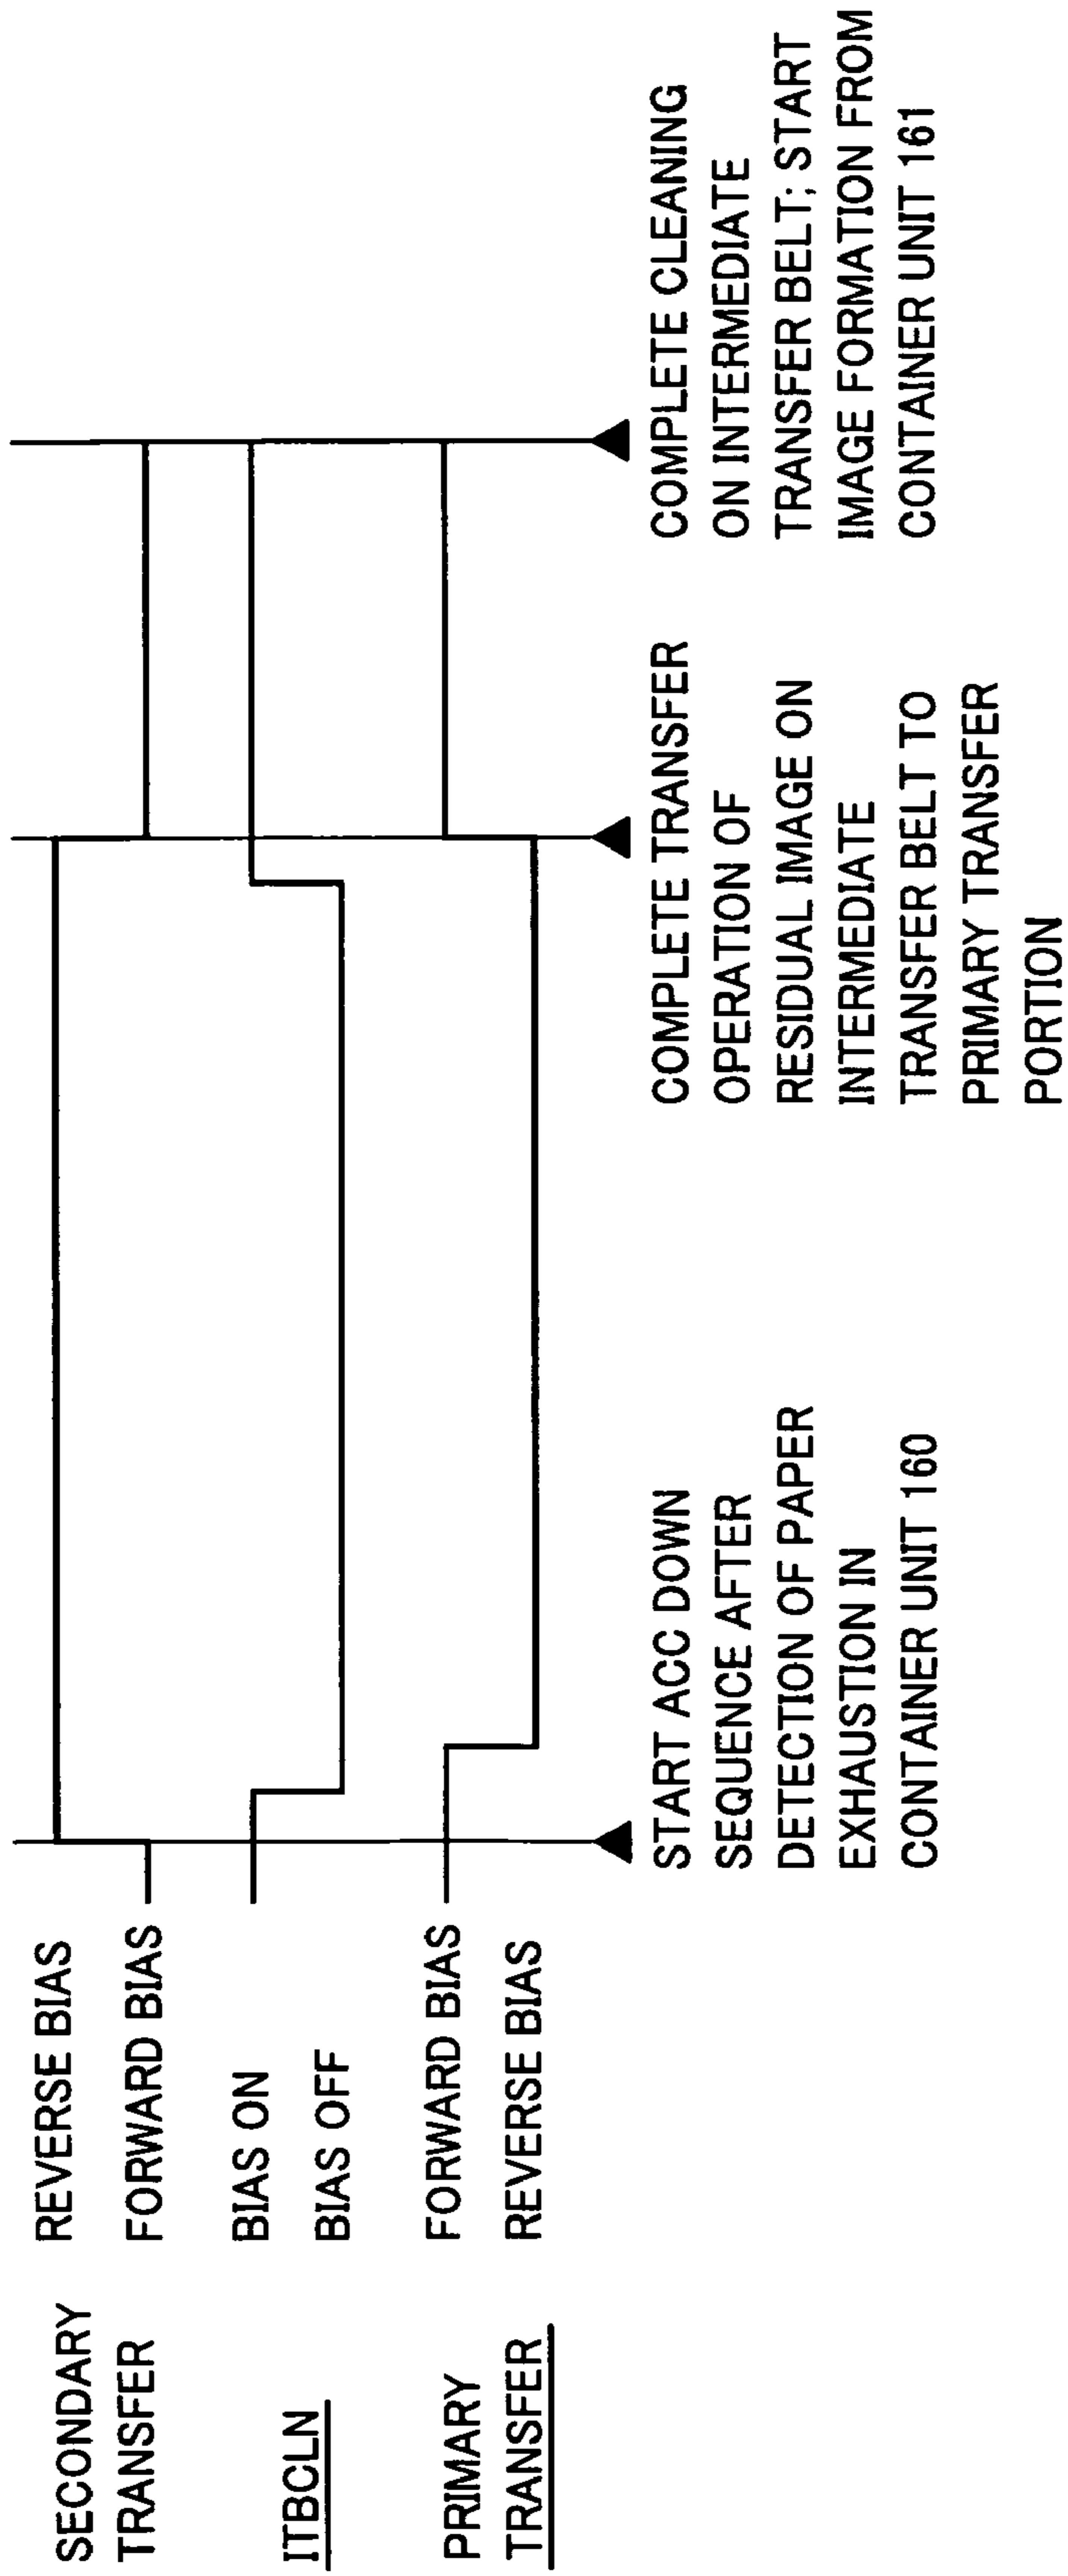 SECONDARY
TRANSFER
REVERSE BIAS
FORWARD BIAS
ITBCLN
BIAS ON
BIAS OFF
PRIMARY
TRANSFER
FORWARD BIAS
REVERSE BIAS
START ACC DOWN
SEQUENCE AFTER
DETECTION OF PAPER
EXHAUSTION IN
CONTAINER UNIT 160
COMPLETE TRANSFER
OPERATION OF
RESIDUAL IMAGE ON
INTERMEDIATE
TRANSFER BELT TO
PRIMARY TRANSFER
PORTION
COMPLETE CLEANING
ON INTERMEDIATE
TRANSFER BELT; START
IMAGE FORMATION FROM
CONTAINER UNIT 161